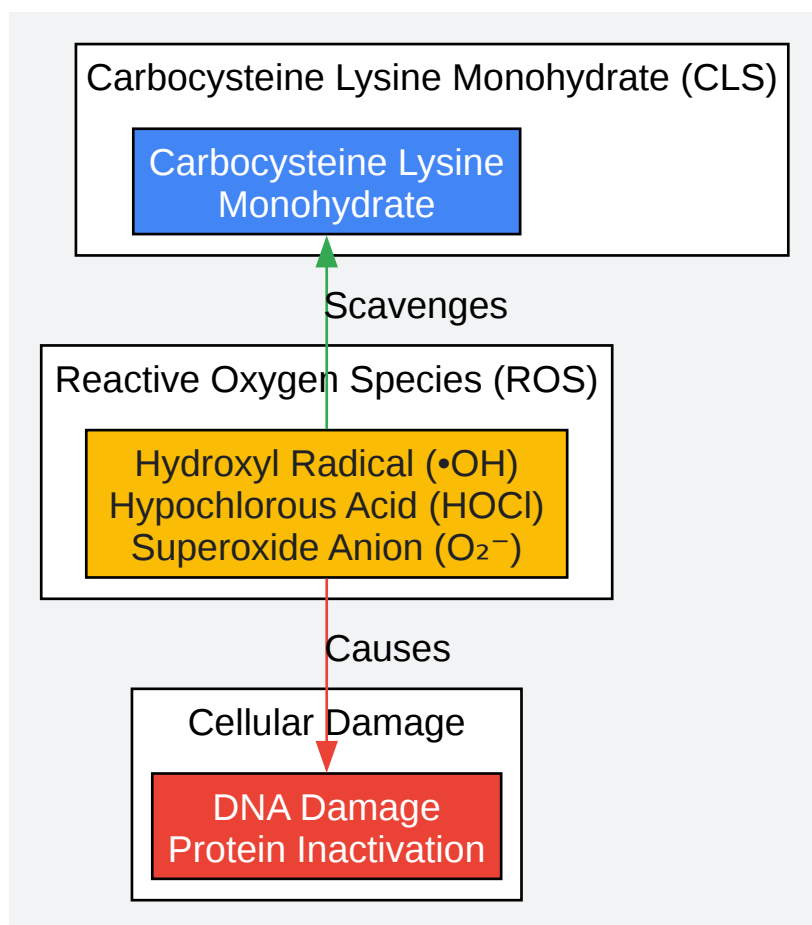 Carbocysteine Lysine Monohydrate (CLS)
Carbocysteine Lysine
Monohydrate
Scavenges
Reactive Oxygen Species (ROS)
Hydroxyl Radical (•OH)
Hypochlorous Acid (HOCl)
Superoxide Anion (O₂⁻)
Causes
Cellular Damage
DNA Damage
Protein Inactivation